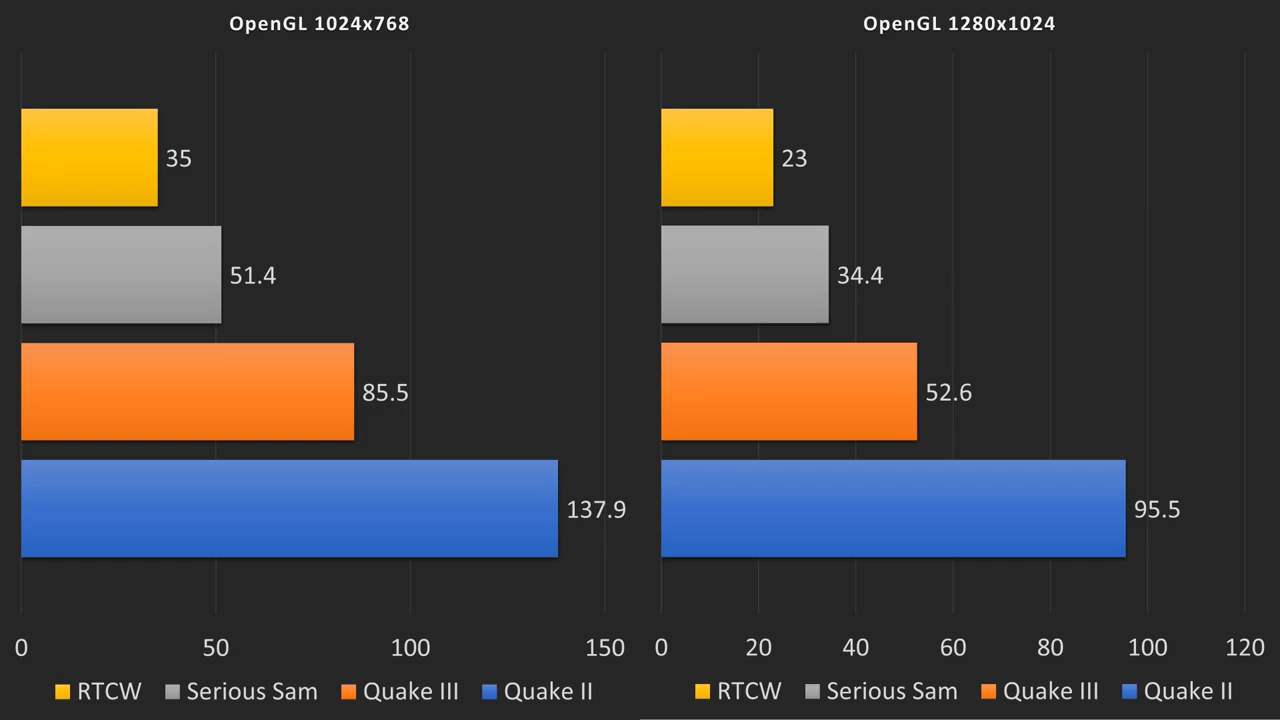 OpenGL 1024x768
35
51.4
85.5
137.9
0 50 100 150
RTCW Serious Sam Quake III Quake II
OpenGL 1280x1024
23
34.4
52.6
95.5
0 20 40 60 80 100 120
RTCW Serious Sam Quake III Quake II